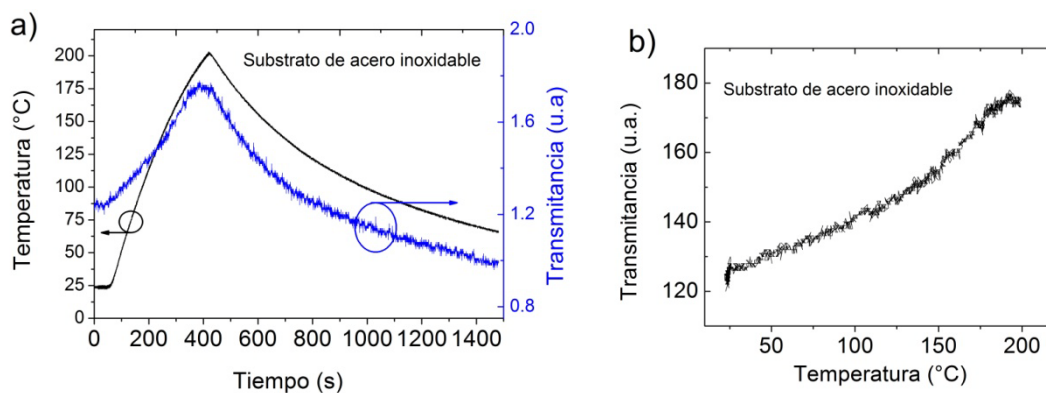 a)
Substrato de acero inoxidable
Temperatura (°C)
200
175
150
125
100
75
50
25
0
2.0
1.6
1.2
0.8
Transmitancia (u.a)
0 200 400 600 800 1000 1200 1400
Tiempo (s)
b)
Substrato de acero inoxidable
Transmitancia (u.a.)
180
160
140
120
50 100 150 200
Temperatura (°C)